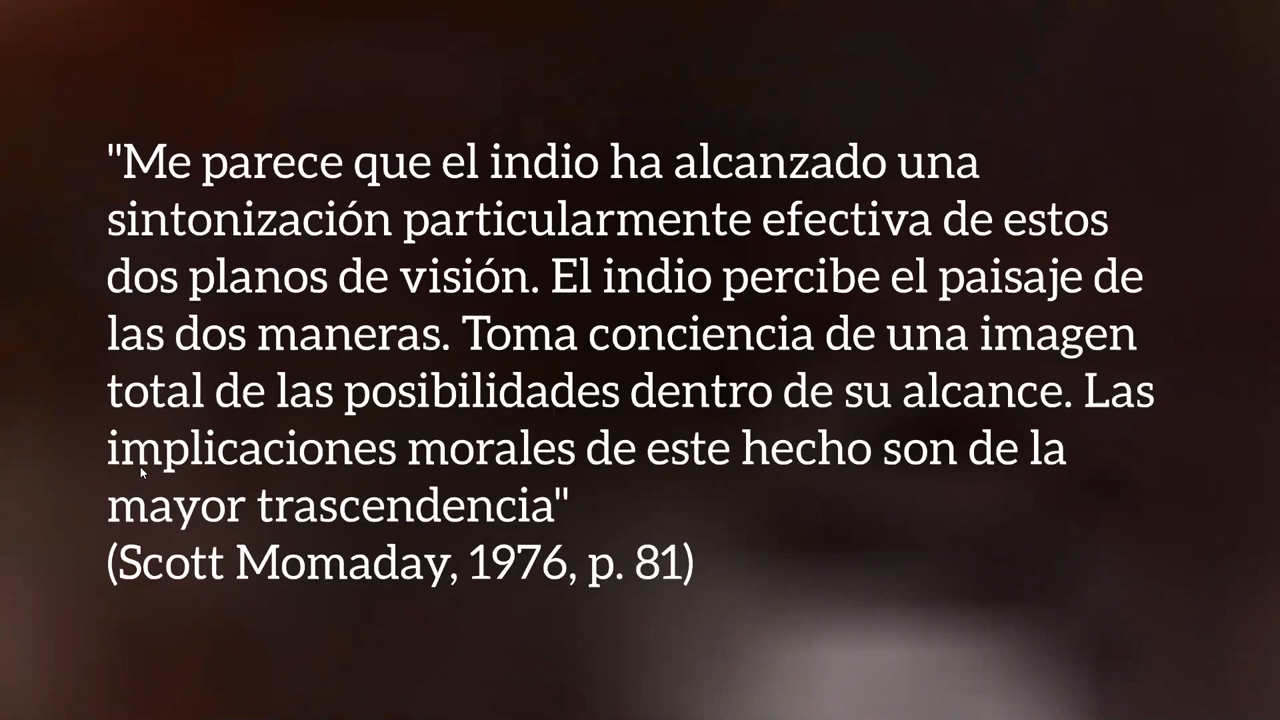 "Me parece que el indio ha alcanzado una
sintonización particularmente efectiva de estos
dos planos de visión. El indio percibe el paisaje de
las dos maneras. Toma conciencia de una imagen
total de las posibilidades dentro de su alcance. Las
implicaciones morales de este hecho son de la
mayor trascendencia"
(Scott Momaday, 1976, p. 81)